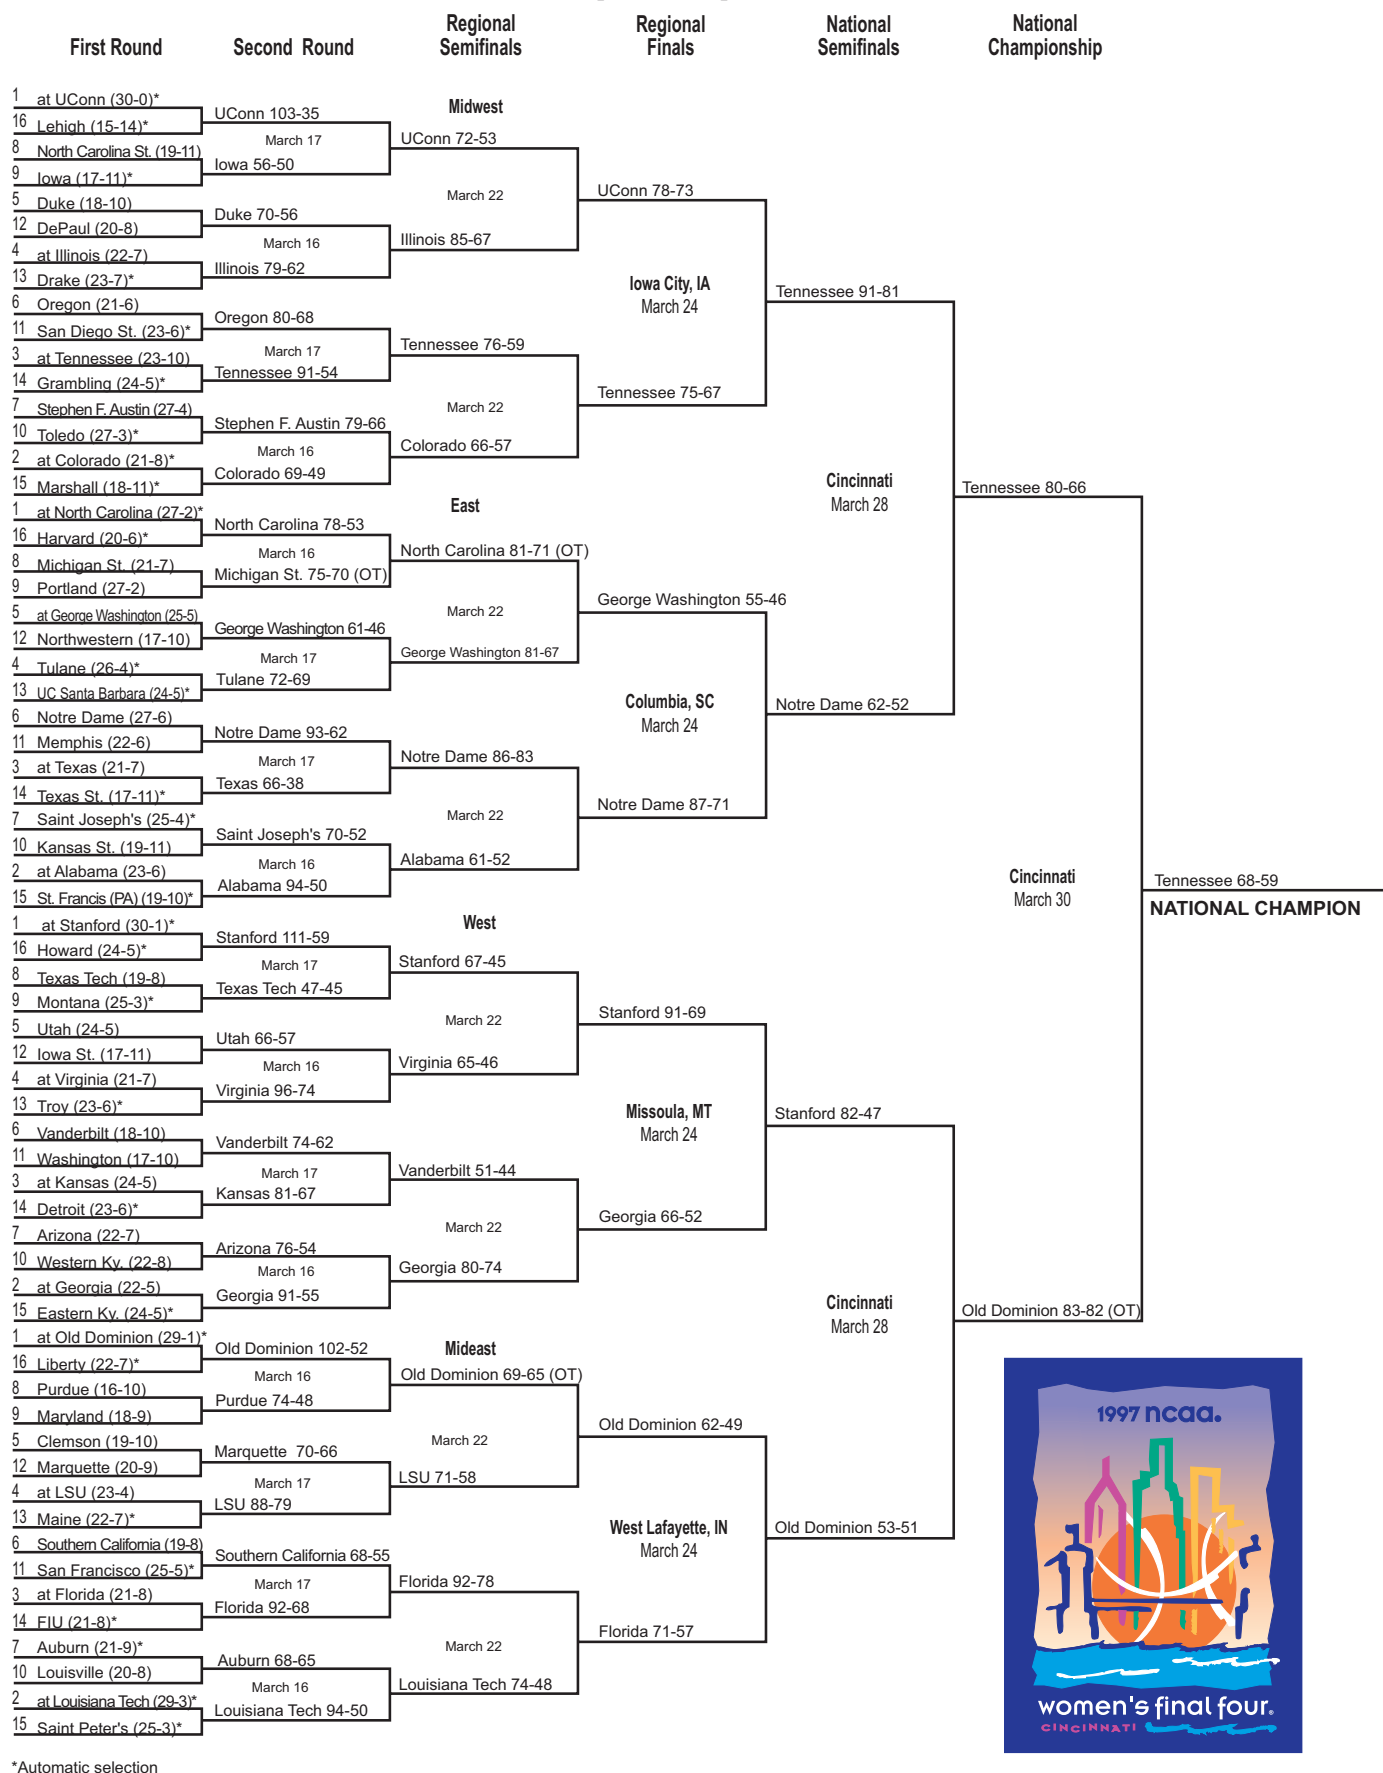 First Round
Second Round
Regional
Semifinals
Regional
Finals
National
Semifinals
National
Championship
1 at UConn (30-0)*
16 Lehigh (15-14)*
8 North Carolina St. (19-11)
9 Iowa (17-11)*
5 Duke (18-10)
12 DePaul (20-8)
4 at Illinois (22-7)
13 Drake (23-7)*
6 Oregon (21-6)
11 San Diego St. (23-6)*
3 at Tennessee (23-10)
14 Grambling (24-5)*
7 Stephen F. Austin (27-4)
10 Toledo (27-3)*
2 at Colorado (21-8)*
15 Marshall (18-11)*
1 at North Carolina (27-2)*
16 Harvard (20-6)*
8 Michigan St. (21-7)
9 Portland (27-2)
5 at George Washington (25-5)
12 Northwestern (17-10)
4 Tulane (26-4)*
13 UC Santa Barbara (24-5)*
6 Notre Dame (27-6)
11 Memphis (22-6)
3 at Texas (21-7)
14 Texas St. (17-11)*
7 Saint Joseph's (25-4)*
10 Kansas St. (19-11)
2 at Alabama (23-6)
15 St. Francis (PA) (19-10)*
1 at Stanford (30-1)*
16 Howard (24-5)*
8 Texas Tech (19-8)
9 Montana (25-3)*
5 Utah (24-5)
12 Iowa St. (17-11)
4 at Virginia (21-7)
13 Troy (23-6)*
6 Vanderbilt (18-10)
11 Washington (17-10)
3 at Kansas (24-5)
14 Detroit (23-6)*
7 Arizona (22-7)
10 Western Ky. (22-8)
2 at Georgia (22-5)
15 Eastern Ky. (24-5)*
1 at Old Dominion (29-1)*
16 Liberty (22-7)*
8 Purdue (16-10)
9 Maryland (18-9)
5 Clemson (19-10)
12 Marquette (20-9)
4 at LSU (23-4)
13 Maine (22-7)*
6 Southern California (19-8)
11 San Francisco (25-5)*
3 at Florida (21-8)
14 FIU (21-8)*
7 Auburn (21-9)*
10 Louisville (20-8)
2 at Louisiana Tech (29-3)*
15 Saint Peter's (25-3)*
*Automatic selection
UConn 103-35
March 17
Iowa 56-50
Duke 70-56
March 16
Illinois 79-62
Oregon 80-68
March 17
Tennessee 91-54
Stephen F. Austin 79-66
March 16
Colorado 69-49
North Carolina 78-53
March 16
Michigan St. 75-70 (OT)
George Washington 61-46
March 17
Tulane 72-69
Notre Dame 93-62
March 17
Texas 66-38
Saint Joseph's 70-52
March 16
Alabama 94-50
Stanford 111-59
March 17
Texas Tech 47-45
Utah 66-57
March 16
Virginia 96-74
Vanderbilt 74-62
March 17
Kansas 81-67
Arizona 76-54
March 16
Georgia 91-55
Old Dominion 102-52
March 16
Purdue 74-48
Marquette 70-66
March 17
LSU 88-79
Southern California 68-55
March 17
Florida 92-68
Auburn 68-65
March 16
Louisiana Tech 94-50
Midwest
UConn 72-53
March 22
Illinois 85-67
Tennessee 76-59
March 22
Colorado 66-57
East
North Carolina 81-71 (OT)
March 22
George Washington 81-67
Notre Dame 86-83
March 22
Alabama 61-52
West
Stanford 67-45
March 22
Virginia 65-46
Vanderbilt 51-44
March 22
Georgia 80-74
Mideast
Old Dominion 69-65 (OT)
March 22
LSU 71-58
Florida 92-78
March 22
Louisiana Tech 74-48
UConn 78-73
Iowa City, IA
March 24
Tennessee 75-67
George Washington 55-46
Columbia, SC
March 24
Notre Dame 87-71
Stanford 91-69
Missoula, MT
March 24
Georgia 66-52
Old Dominion 62-49
West Lafayette, IN
March 24
Florida 71-57
Tennessee 91-81
Cincinnati
March 28
Notre Dame 62-52
Stanford 82-47
Cincinnati
March 28
Old Dominion 53-51
Tennessee 80-66
Cincinnati
March 30
Old Dominion 83-82 (OT)
Tennessee 68-59
NATIONAL CHAMPION
1997 ncaa.
women's final four.
CINCINNATI